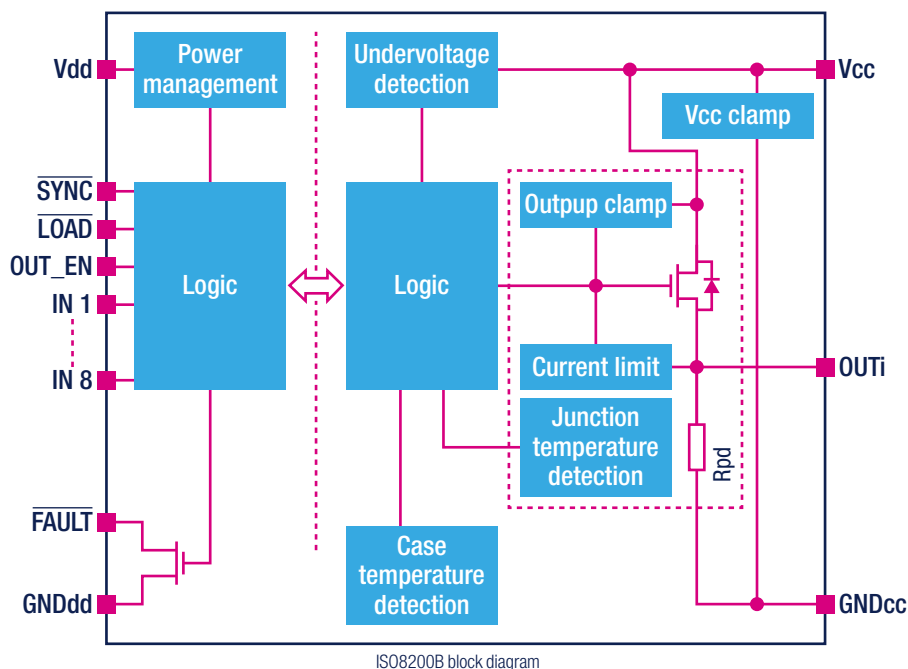 Vdd
Power
management
Undervoltage
detection
Vcc
Vcc clamp
SYNC
LOAD
OUT_EN
IN 1
IN 8
Logic
Logic
Outpup clamp
Current limit
OUTi
Junction
temperature
detection
Rpd
FAULT
GNDdd
Case
temperature
detection
GNDcc
ISO8200B block diagram